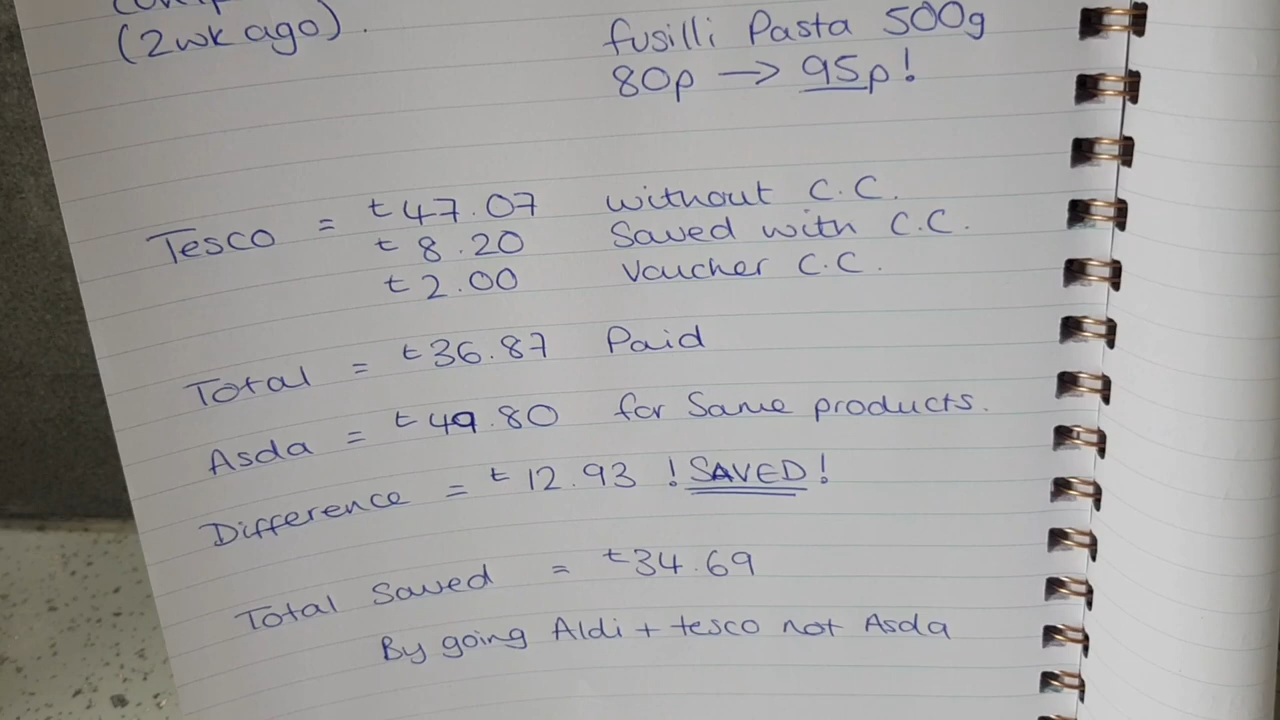 (2wk ago).
fusilli Pasta 500g
80p → 95p!
Tesco = £47.07 without C.C.
£8.20 Saved with C.C.
£2.00 Voucher C.C.
Total = £36.87 Paid
Asda = £49.80 for Same products.
Difference = £12.93 !SAVED!
Total Saved = £34.69
By going Aldi + tesco not Asda